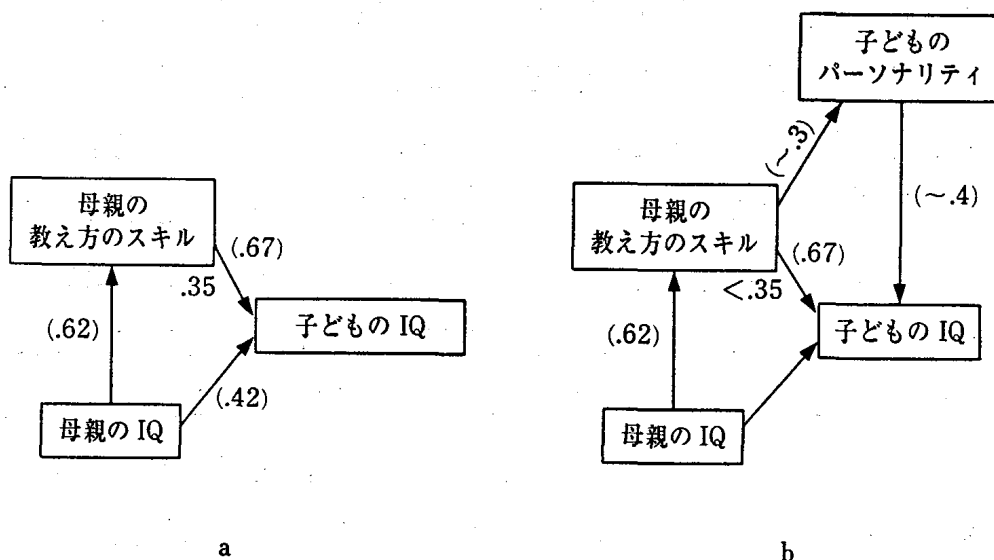 母親の
教え方のスキル
(.67)
.35
子どもの IQ
(.62)
(.42)
母親の IQ
a
子どもの
パーソナリティ
(～.3)
(～.4)
母親の
教え方のスキル
(.67)
<.35
(.62)
子どもの IQ
母親の IQ
b